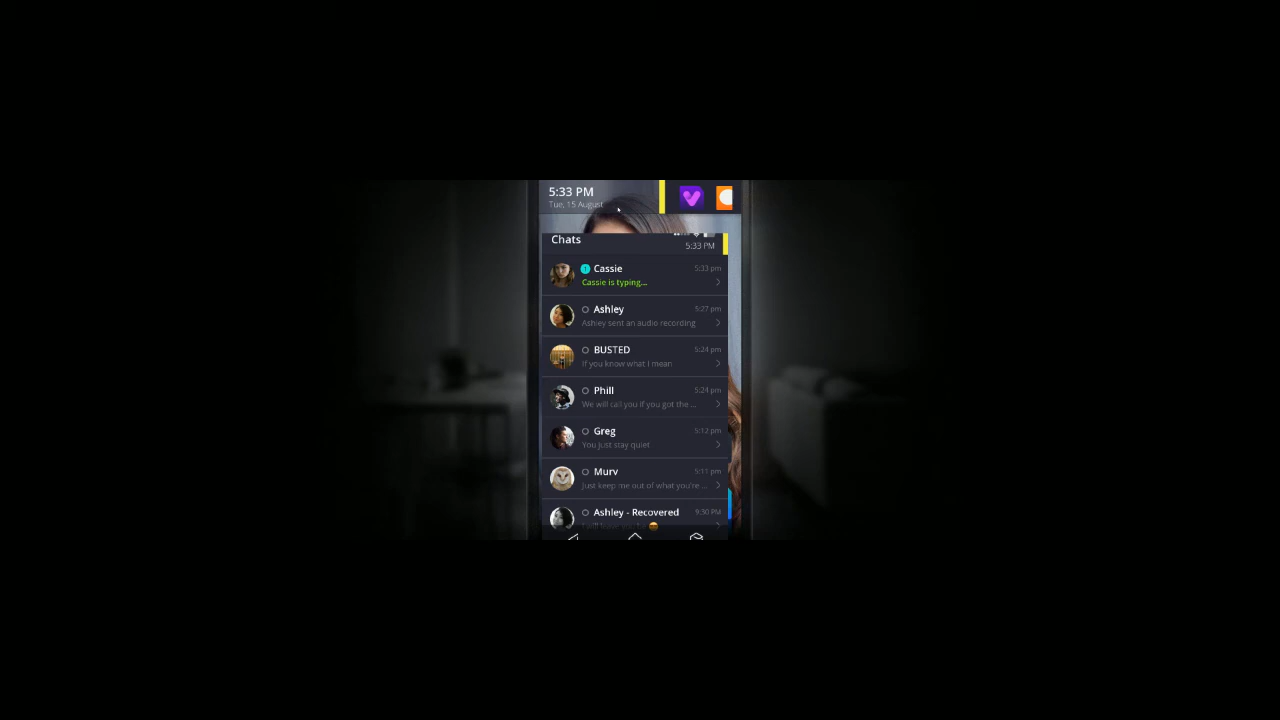 5:33 PM
Tue, 15 August
Chats
5:33 PM
Cassie
5:33 pm
Cassie is typing...
Ashley
5:27 pm
Ashley sent an audio recording
BUSTED
5:24 pm
If you know what I mean
Phill
5:24 pm
We will call you if you got the ...
Greg
5:12 pm
You just stay quiet
Murv
5:11 pm
Just keep me out of what you're ...
Ashley - Recovered
9:30 PM